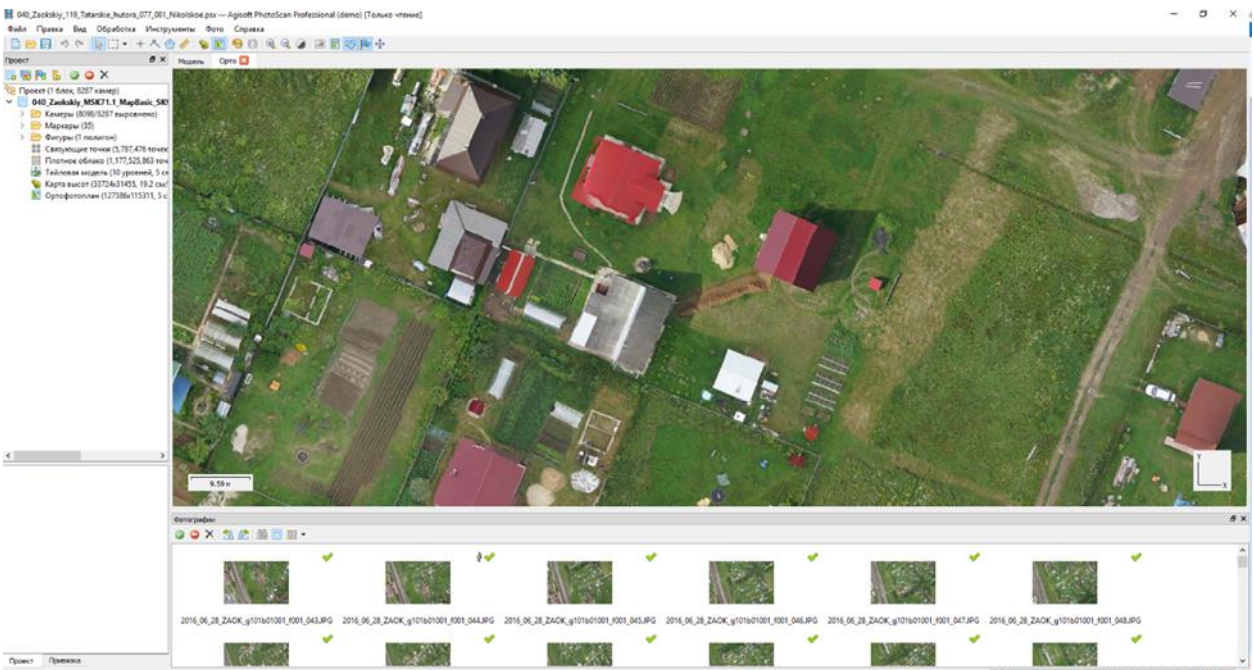 040_Zaokskiy_119_Tatarskie_hutora_077_081_Nikolskoe.psx — Agisoft PhotoScan Professional (demo) [Только чтение]
Файл Правка Вид Обработка Инструменты Фото Справка
Проект
Модель Орто
Проект (1 блок, 8287 камер)
040_Zaokskiy_MSK71.1_MapBasic_SK9
Камеры (8096/8287 выровнено)
Маркеры (35)
Фигуры (1 полигон)
Связующие точки (5,787,476 точек
Плотное облако (1,177,525,863 точ
Тайловая модель (10 уровней, 5 см
Карта высот (33724x31455, 19.2 см/
Ортофотоплан (127386x115311, 5 с
9.59 м
Y
X
Фотографии
2016_06_28_ZAOK_g101b01001_f001_043.JPG 2016_06_28_ZAOK_g101b01001_f001_044.JPG 2016_06_28_ZAOK_g101b01001_f001_045.JPG 2016_06_28_ZAOK_g101b01001_f001_046.JPG 2016_06_28_ZAOK_g101b01001_f001_047.JPG 2016_06_28_ZAOK_g101b01001_f001_048.JPG
Проект Привязка